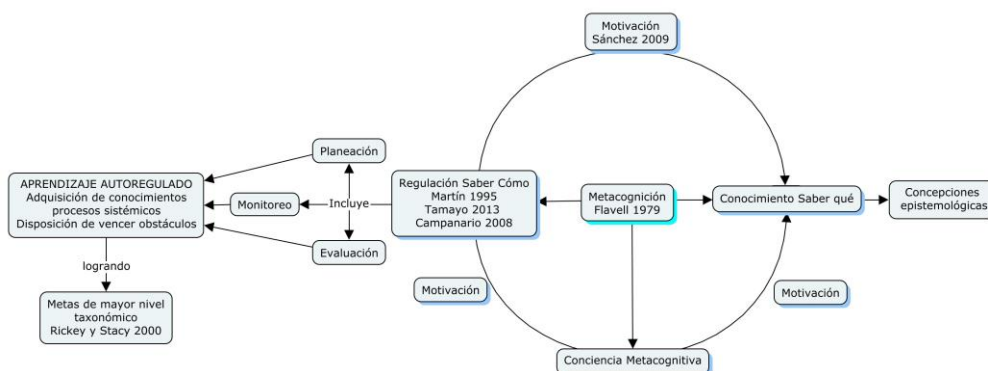 Motivación
Sánchez 2009
Planeación
APRENDIZAJE AUTOREGULADO
Adquisición de conocimientos
procesos sistémicos
Disposición de vencer obstáculos
Monitoreo
Incluye
Regulación Saber Cómo
Martín 1995
Tamayo 2013
Campanario 2008
Metacognición
Flavell 1979
Conocimiento Saber qué
Concepciones
epistemológicas
Evaluación
logrando
Motivación
Motivación
Metas de mayor nivel
taxonómico
Rickey y Stacy 2000
Conciencia Metacognitiva